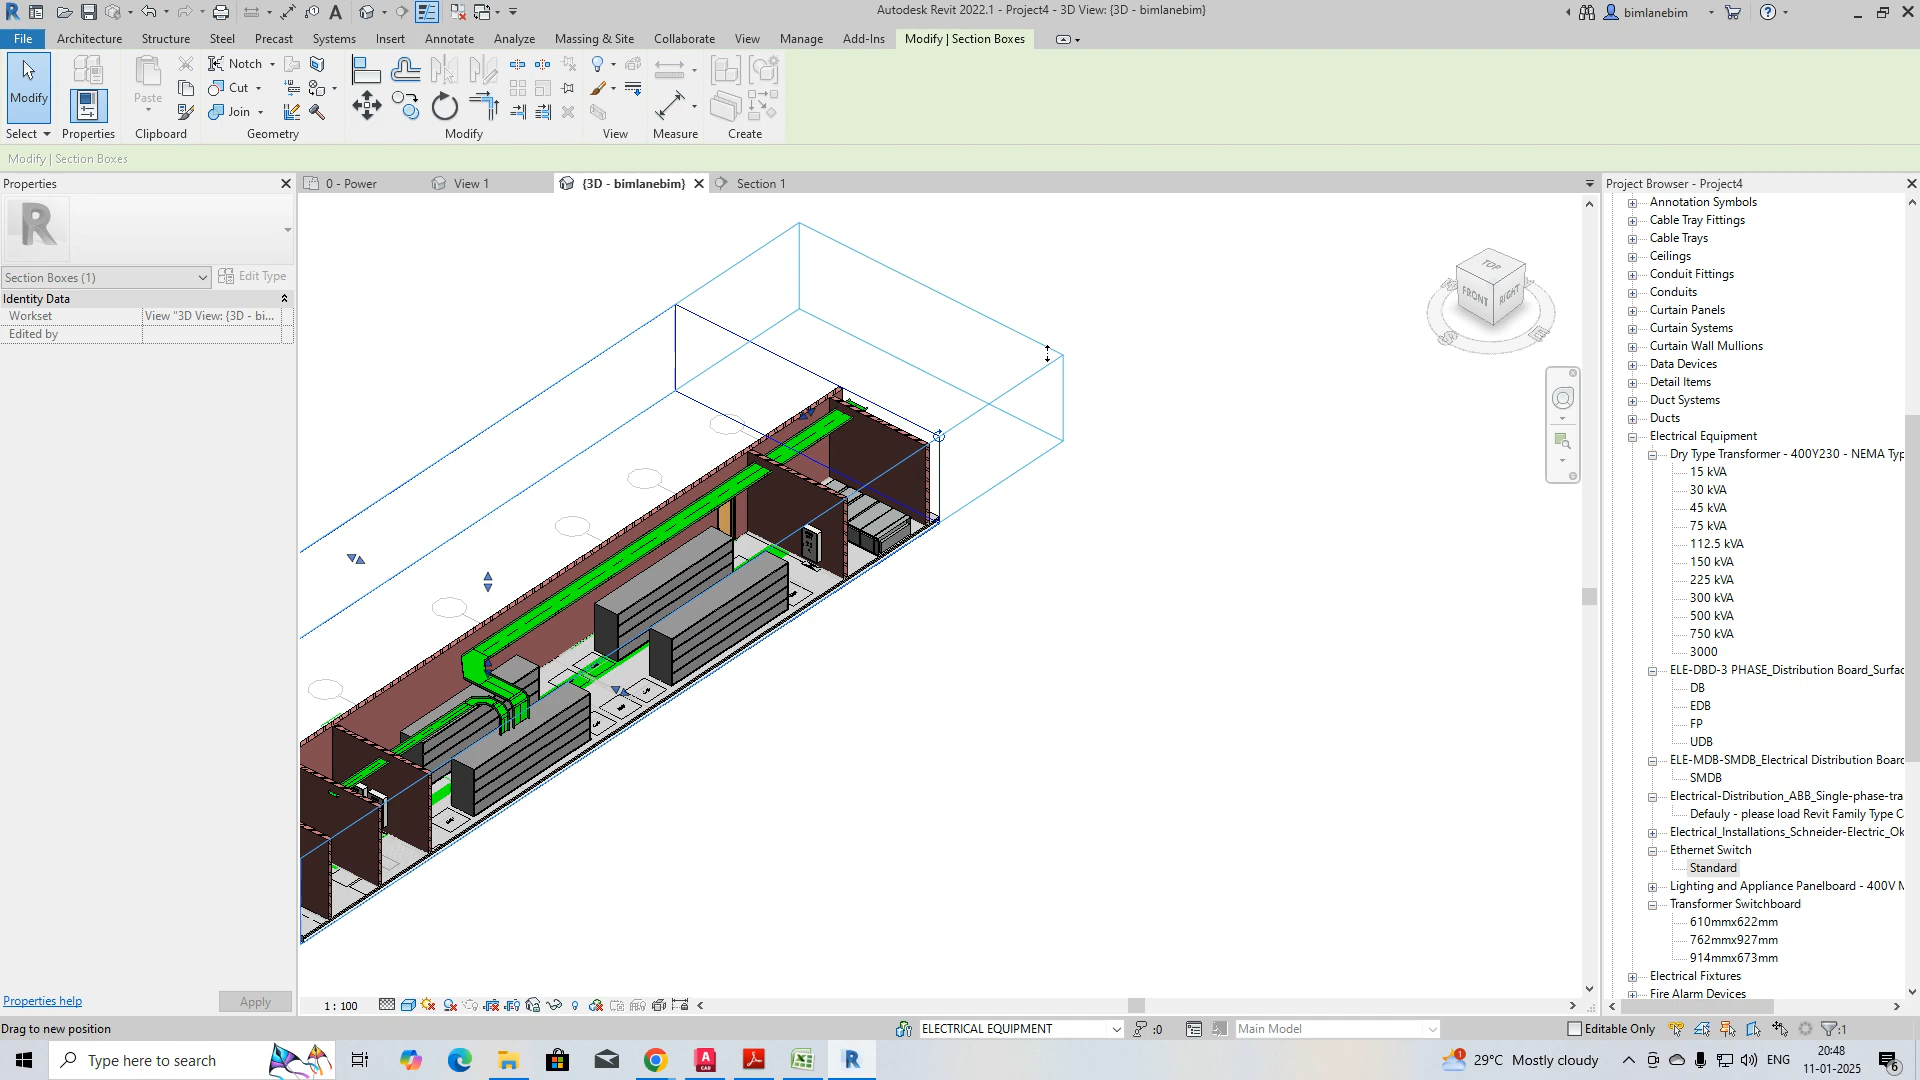 Autodesk Revit 2022.1 - Project4 - 3D View: {3D - bimlanebim}
bimlanebim
File
Architecture
Structure
Steel
Precast
Systems
Insert
Annotate
Analyze
Massing & Site
Collaborate
View
Manage
Add-Ins
Modify | Section Boxes
Modify
Paste
Notch
Cut
Join
Select
Properties
Clipboard
Geometry
Modify
View
Measure
Create
Modify | Section Boxes
Properties
Section Boxes (1)
Edit Type
Identity Data
Workset
View "3D View: {3D - bi...
Edited by
Properties help
Apply
0 - Power
View 1
{3D - bimlanebim}
Section 1
TOP
FRONT
RIGHT
1 : 100
Project Browser - Project4
Annotation Symbols
Cable Tray Fittings
Cable Trays
Ceilings
Conduit Fittings
Conduits
Curtain Panels
Curtain Systems
Curtain Wall Mullions
Data Devices
Detail Items
Duct Systems
Ducts
Electrical Equipment
Dry Type Transformer - 400Y230 - NEMA Typ
15 kVA
30 kVA
45 kVA
75 kVA
112.5 kVA
150 kVA
225 kVA
300 kVA
500 kVA
750 kVA
3000
ELE-DBD-3 PHASE_Distribution Board_Surfac
DB
EDB
FP
UDB
ELE-MDB-SMDB_Electrical Distribution Board
SMDB
Electrical-Distribution_ABB_Single-phase-tra
Defauly - please load Revit Family Type C
Electrical_Installations_Schneider-Electric_Ok
Ethernet Switch
Standard
Lighting and Appliance Panelboard - 400V M
Transformer Switchboard
610mmx622mm
762mmx927mm
914mmx673mm
Electrical Fixtures
Fire Alarm Devices
Drag to new position
ELECTRICAL EQUIPMENT
:0
Main Model
Editable Only
:1
Type here to search
29°C Mostly cloudy
ENG
20:48
11-01-2025
6